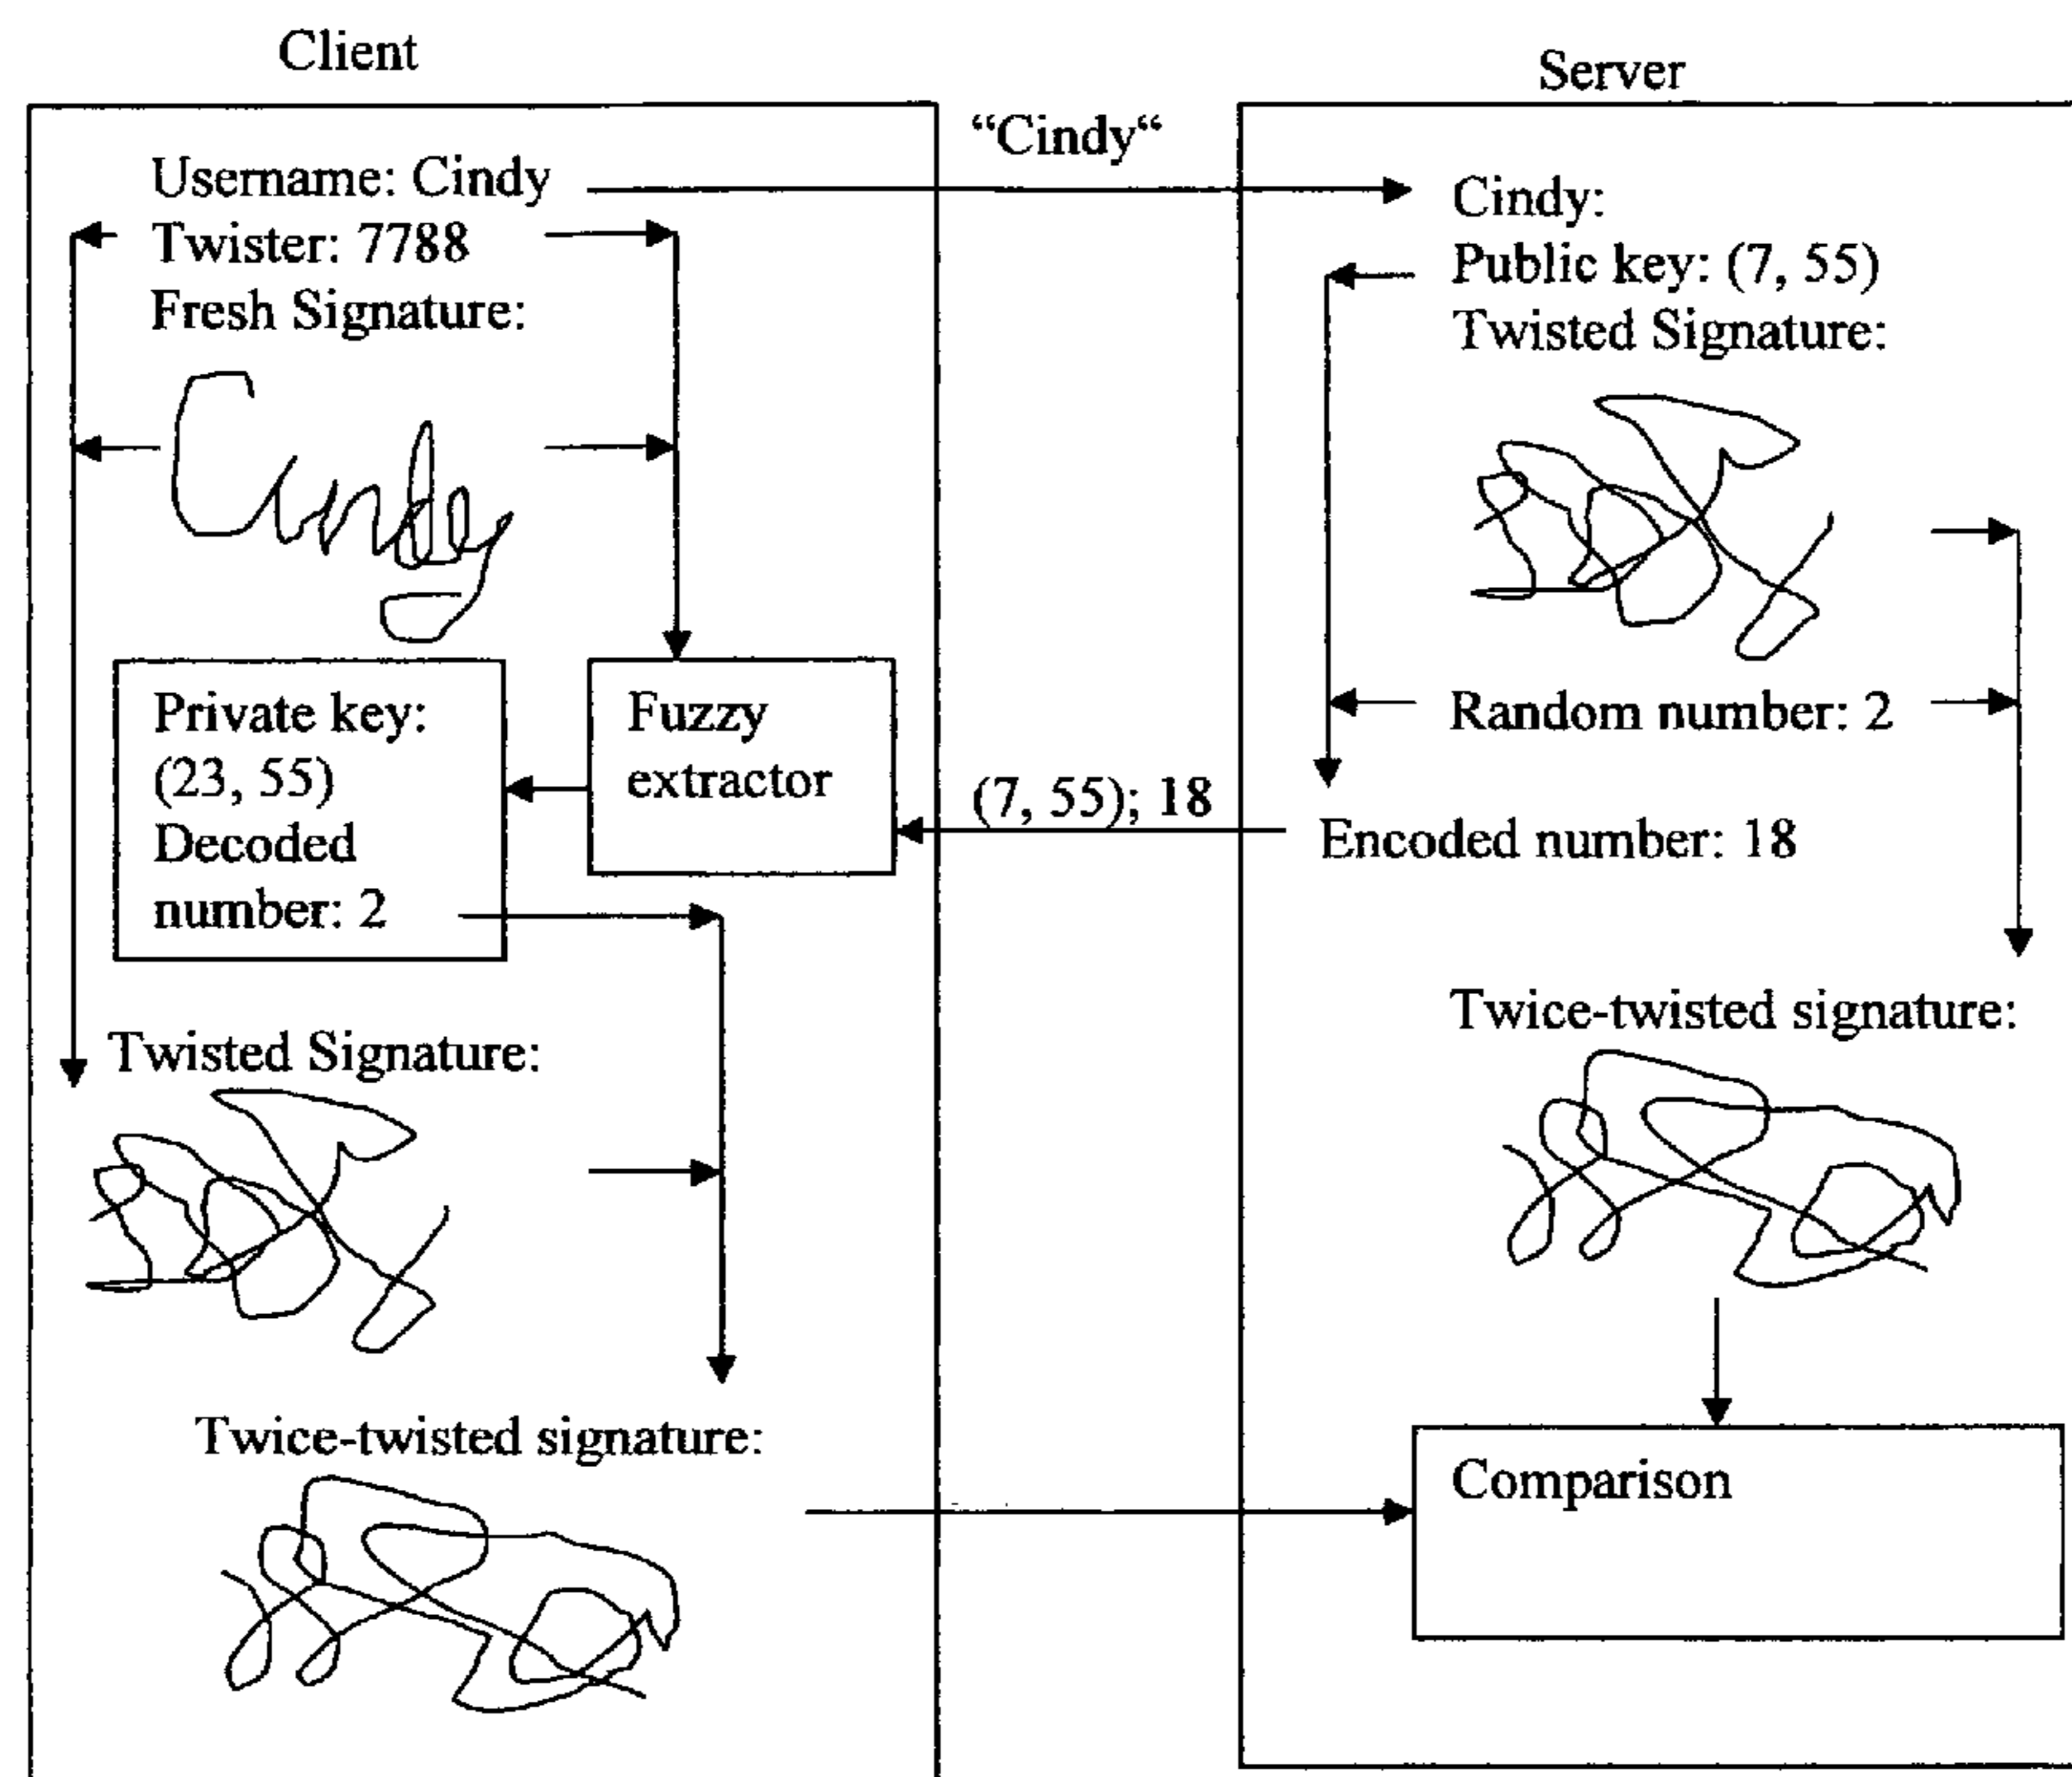 Client
Username: Cindy
Twister: 7788
Fresh Signature:
Cindy
Private key:
(23, 55)
Decoded
number: 2
Fuzzy
extractor
Twisted Signature:
Twice-twisted signature:
“Cindy“
(7, 55); 18
Server
Cindy:
Public key: (7, 55)
Twisted Signature:
Random number: 2
Encoded number: 18
Twice-twisted signature:
Comparison